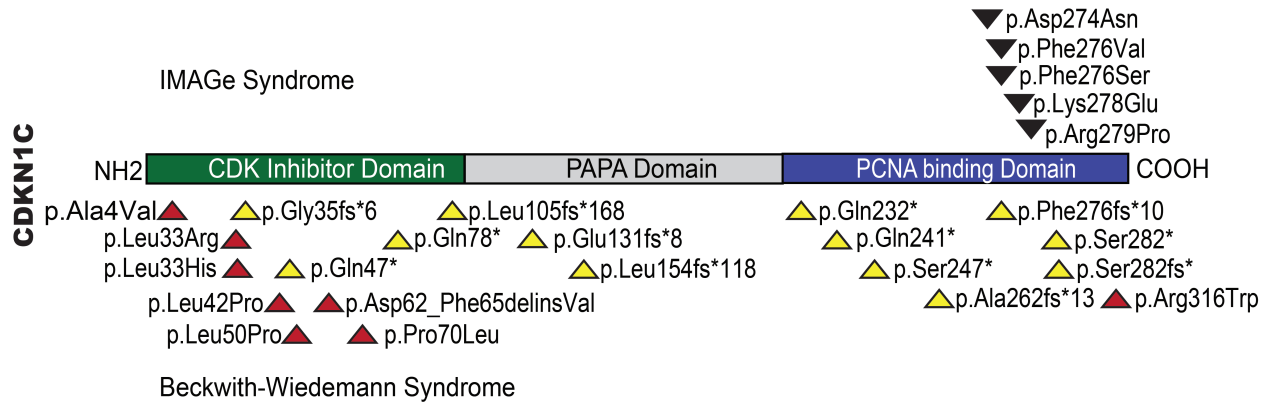 CDKN1C
IMAGe Syndrome
p.Asp274Asn
p.Phe276Val
p.Phe276Ser
p.Lys278Glu
p.Arg279Pro
NH2 CDK Inhibitor Domain PAPA Domain PCNA binding Domain COOH
p.Ala4Val p.Gly35fs*6 p.Leu105fs*168 p.Gln232* p.Phe276fs*10
p.Leu33Arg p.Gln78* p.Glu131fs*8 p.Gln241* p.Ser282*
p.Leu33His p.Gln47* p.Leu154fs*118 p.Ser247* p.Ser282fs*
p.Leu42Pro p.Asp62_Phe65delinsVal p.Ala262fs*13 p.Arg316Trp
p.Leu50Pro p.Pro70Leu
Beckwith-Wiedemann Syndrome